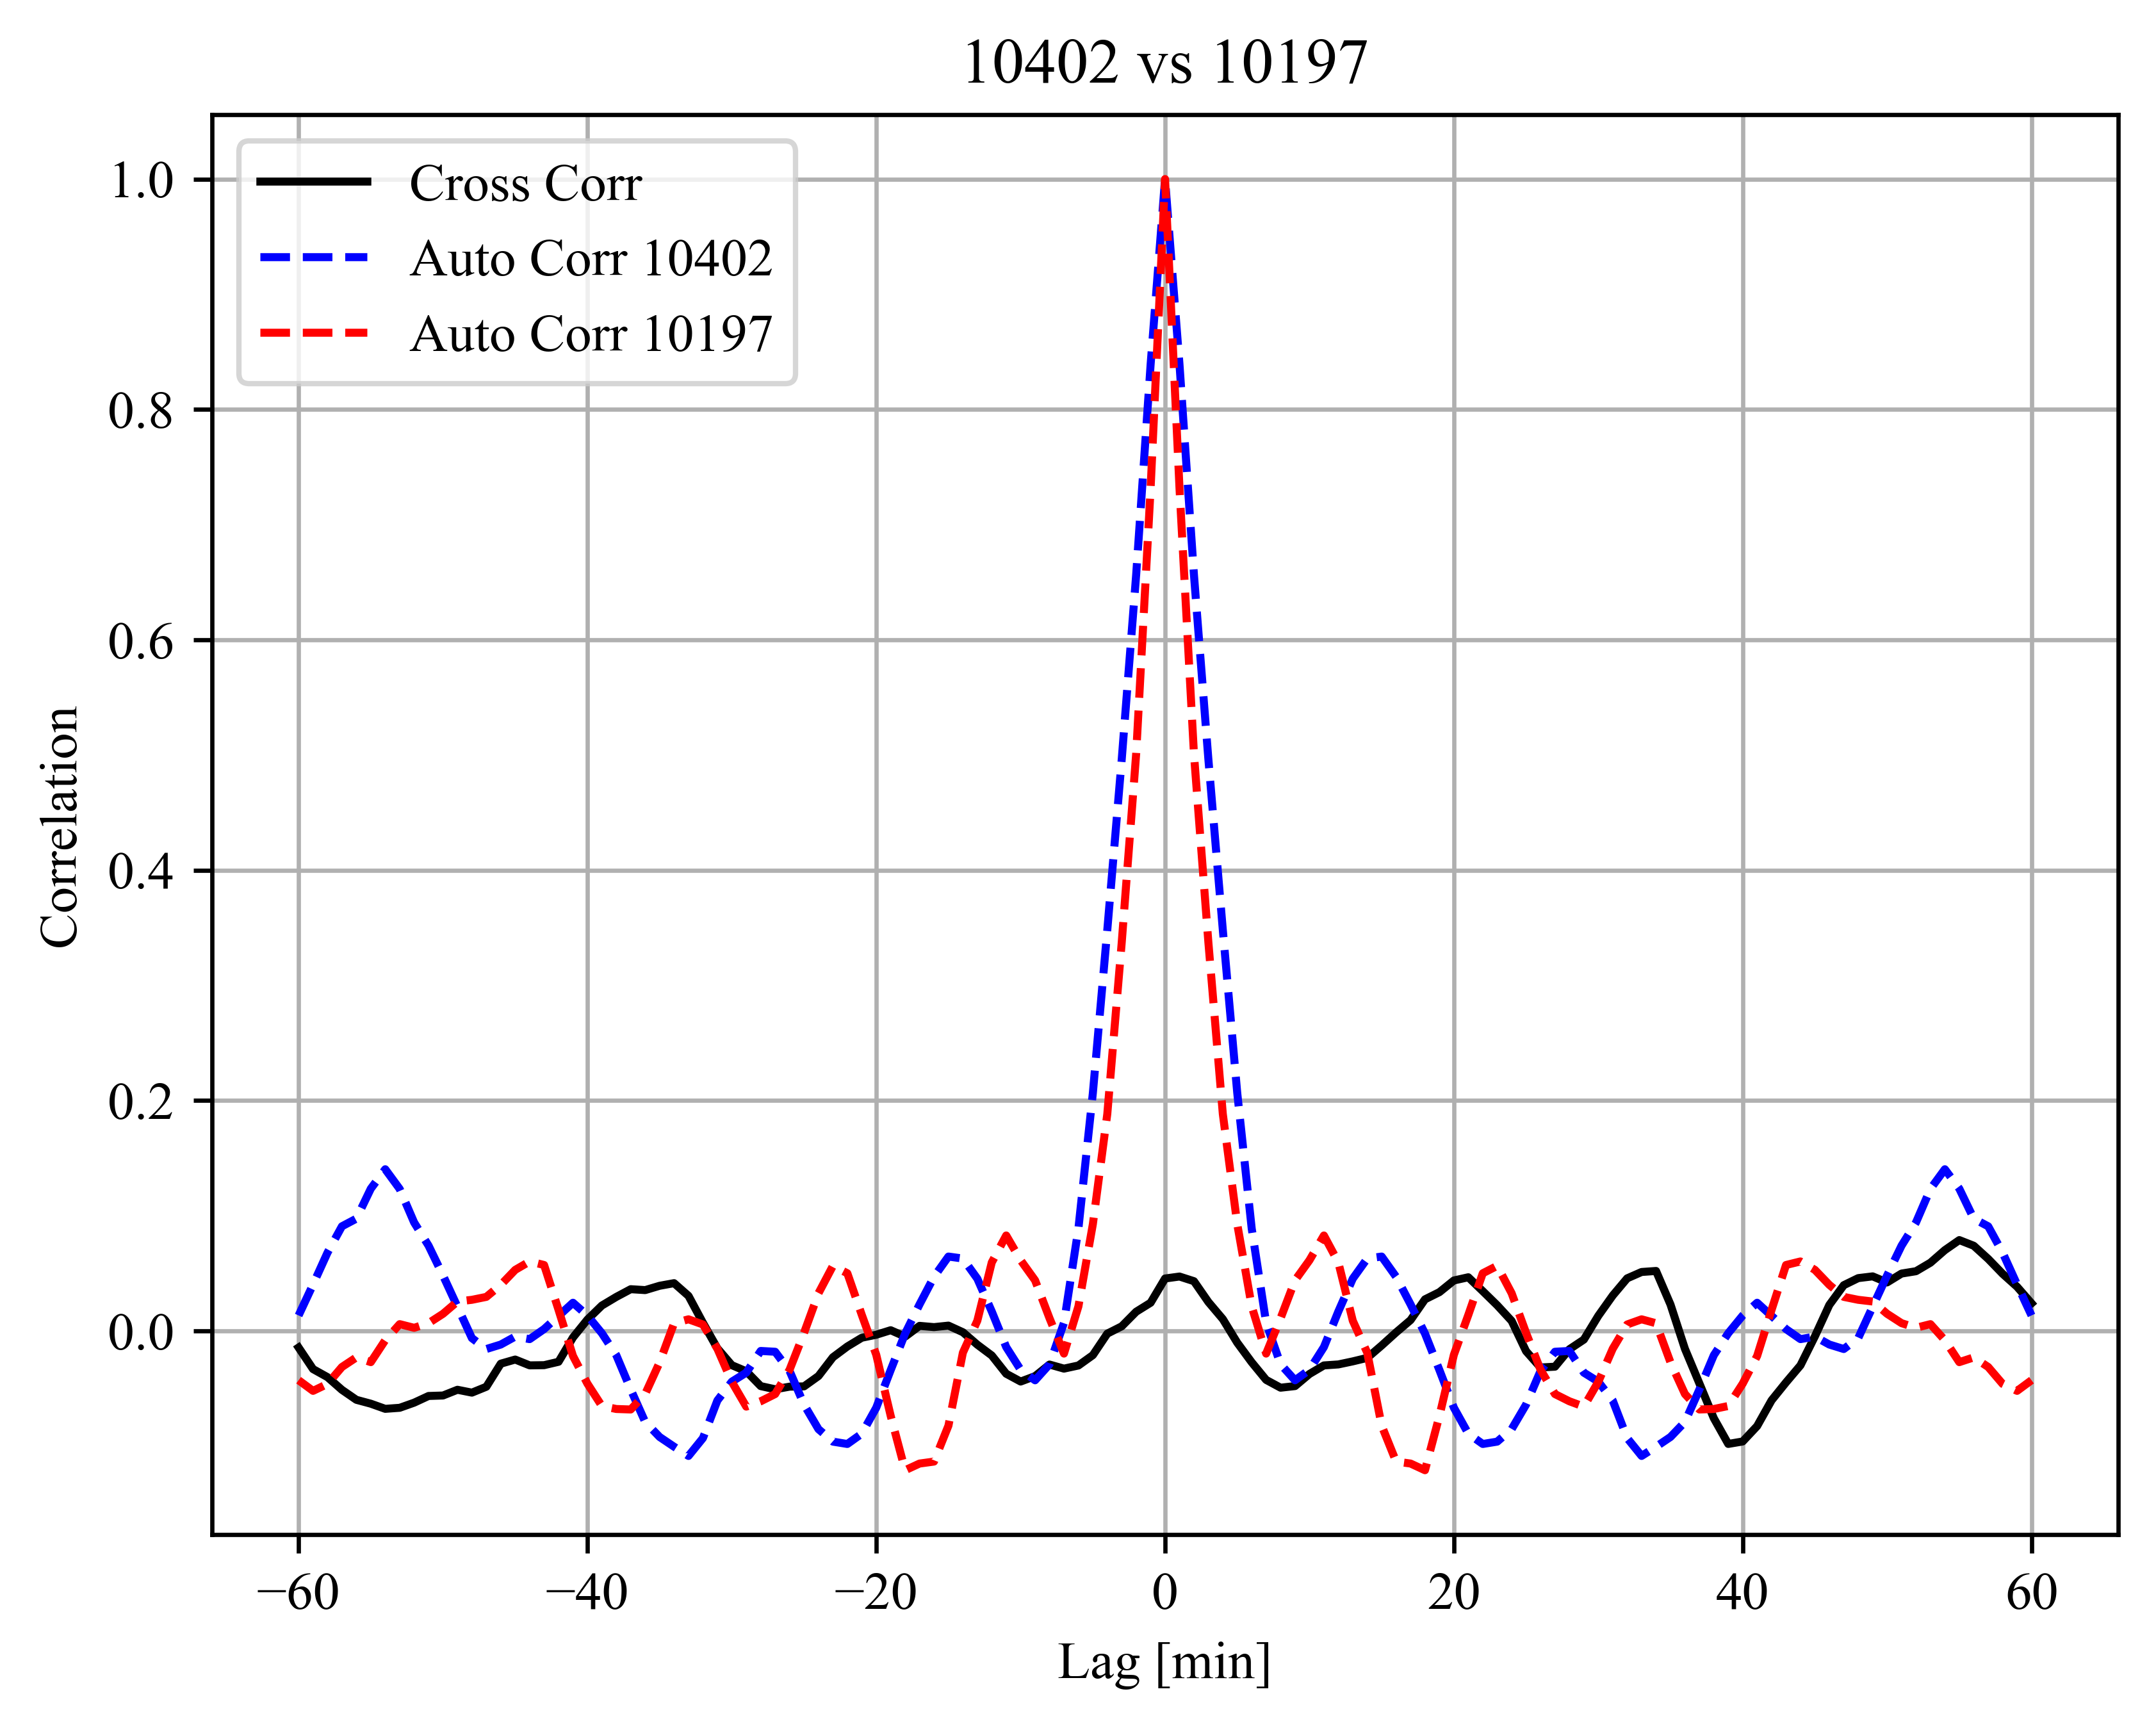 10402 vs 10197
Cross Corr
Auto Corr 10402
Auto Corr 10197
1.0
0.8
0.6
0.4
0.2
0.0
Correlation
−60 −40 −20 0 20 40 60
Lag [min]